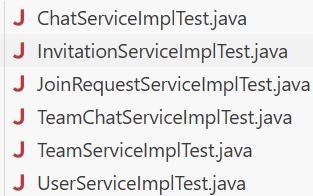 ChatServiceImplTest.java
InvitationServiceImplTest.java
JoinRequestServiceImplTest.java
TeamChatServiceImplTest.java
TeamServiceImplTest.java
UserServiceImplTest.java